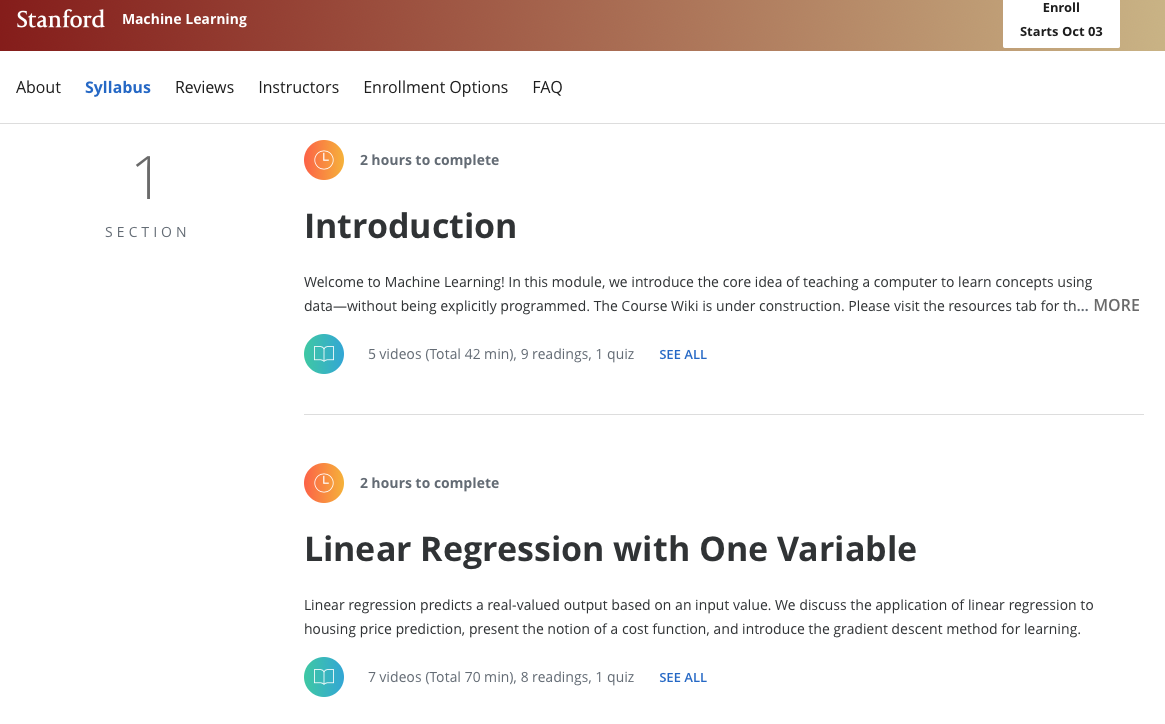 Stanford Machine Learning
Enroll
Starts Oct 03
About Syllabus Reviews Instructors Enrollment Options FAQ
1
SECTION
2 hours to complete
Introduction
Welcome to Machine Learning! In this module, we introduce the core idea of teaching a computer to learn concepts using
data—without being explicitly programmed. The Course Wiki is under construction. Please visit the resources tab for th... MORE
5 videos (Total 42 min), 9 readings, 1 quiz SEE ALL
2 hours to complete
Linear Regression with One Variable
Linear regression predicts a real-valued output based on an input value. We discuss the application of linear regression to
housing price prediction, present the notion of a cost function, and introduce the gradient descent method for learning.
7 videos (Total 70 min), 8 readings, 1 quiz SEE ALL